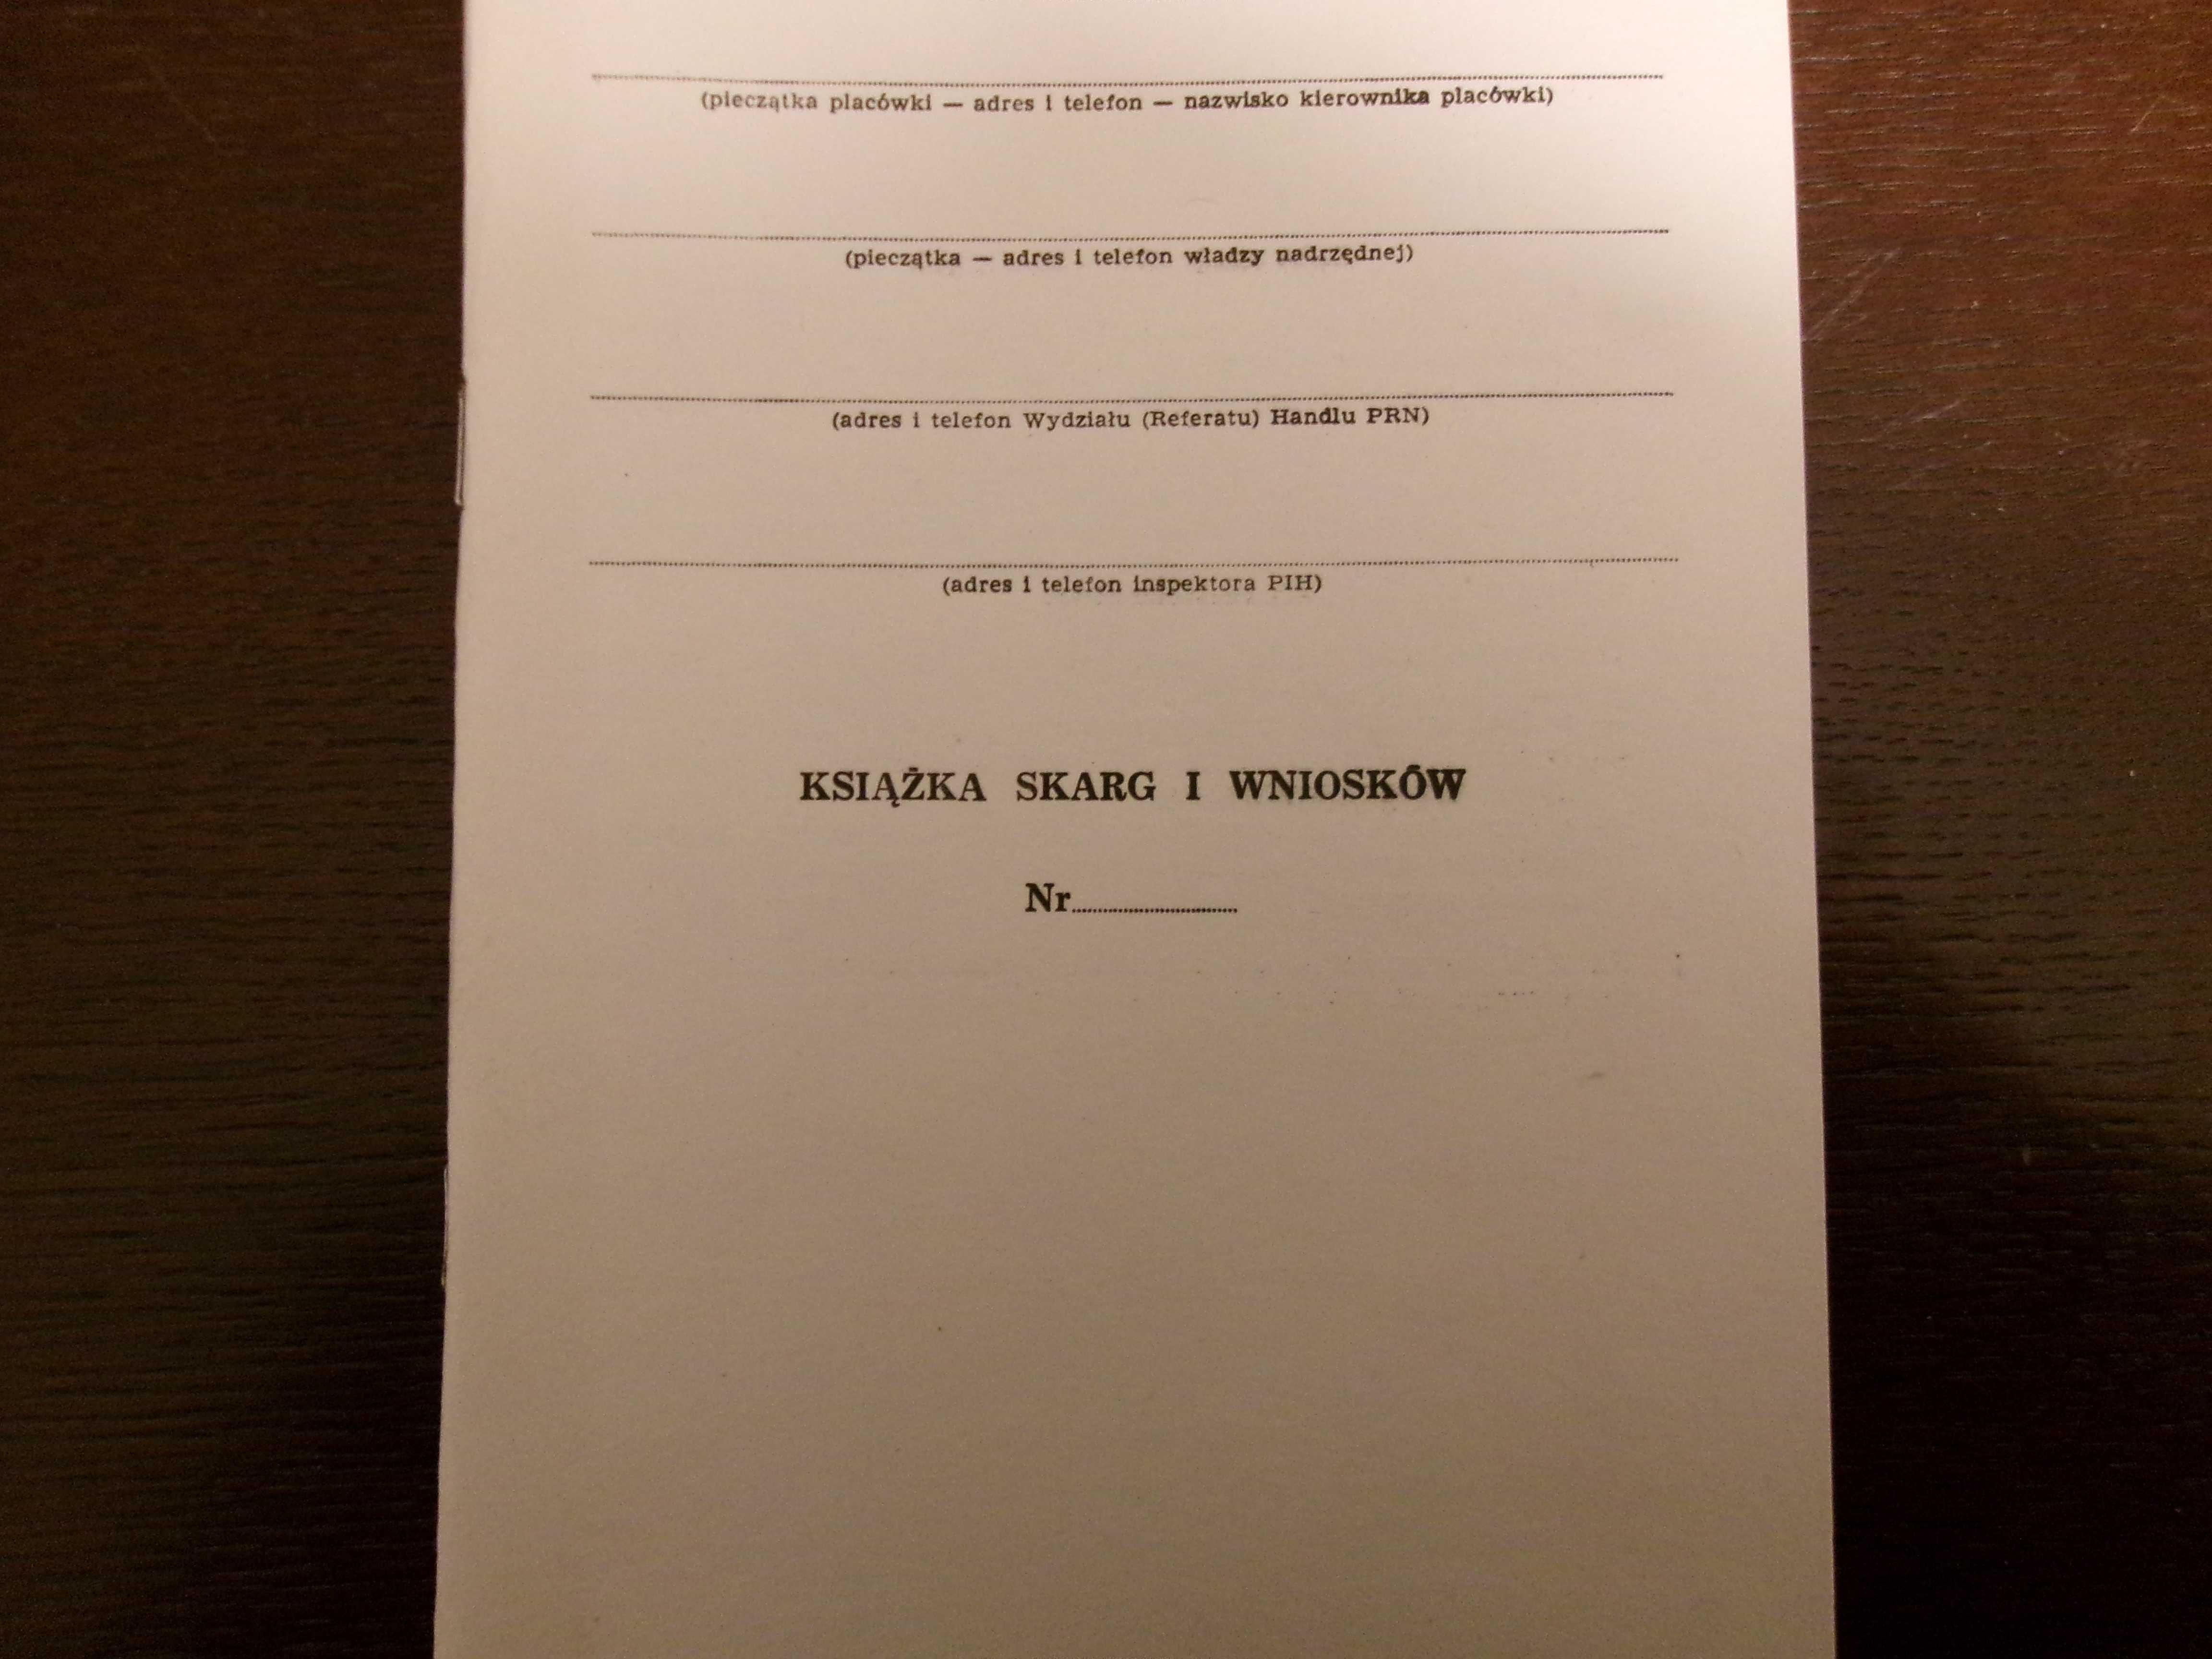 (pieczątka placówki — adres i telefon — nazwisko kierownika placówki)
(pieczątka — adres i telefon władzy nadrzędnej)
(adres i telefon Wydziału (Referatu) Handlu PRN)
(adres i telefon inspektora PIH)
KSIĄŻKA SKARG I WNIOSKÓW
Nr